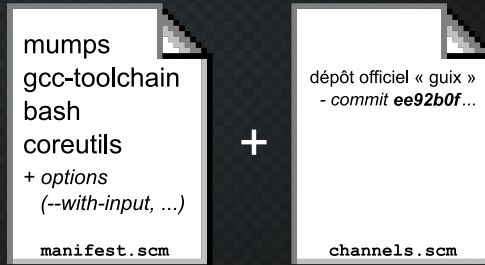 mumps
gcc-toolchain
bash
coreutils
+ options
(--with-input, ...)
manifest.scm
+
dépôt officiel « guix »
- commit ee92b0f...
channels.scm